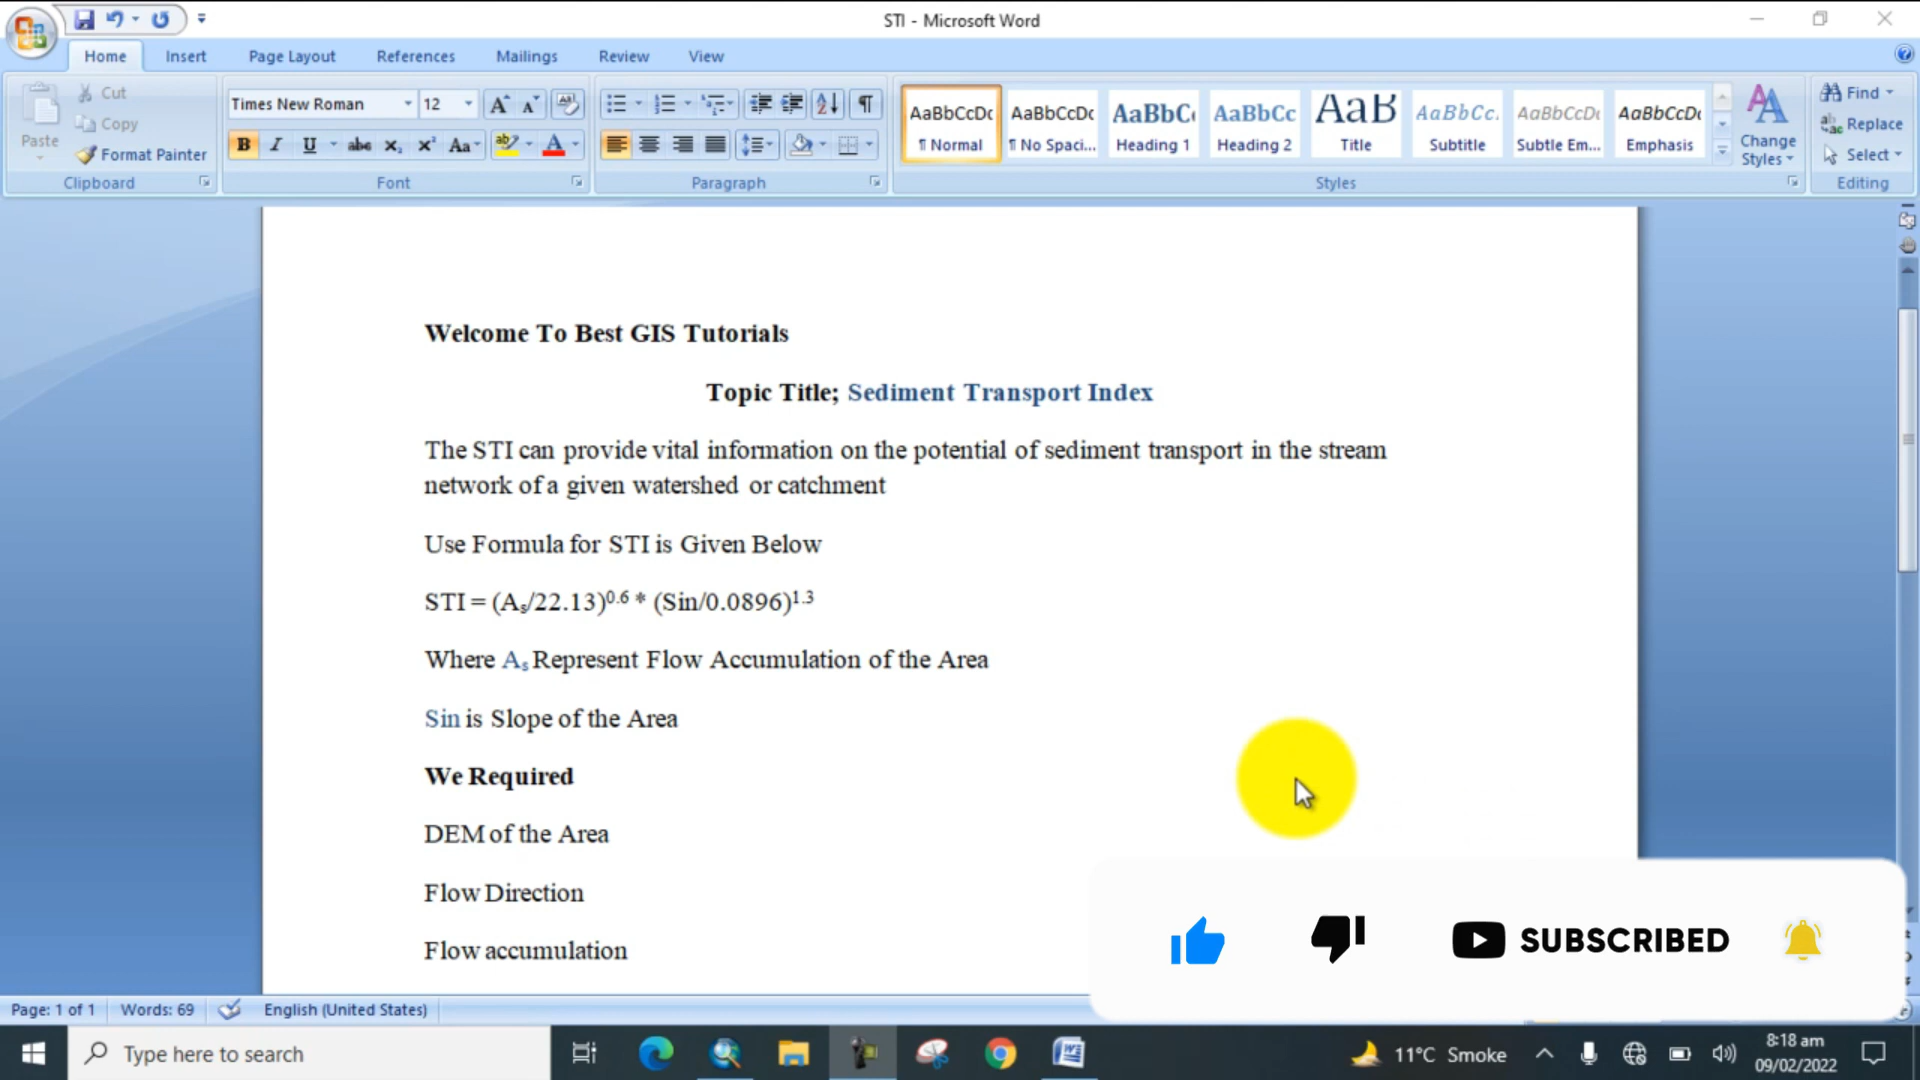 STI - Microsoft Word
Home Insert Page Layout References Mailings Review View
Paste Cut Copy Format Painter
Times New Roman 12
AaBbCcDc AaBbCcDc AaBbC AaBbCc AaB AaBbCc. AaBbCcDc AaBbCcDc
¶ Normal ¶ No Spaci... Heading 1 Heading 2 Title Subtitle Subtle Em... Emphasis
Change Styles
Find Replace Select
Clipboard Font Paragraph Styles Editing
Welcome To Best GIS Tutorials
Topic Title; Sediment Transport Index
The STI can provide vital information on the potential of sediment transport in the stream
network of a given watershed or catchment
Use Formula for STI is Given Below
STI = (As/22.13)0.6 * (Sin/0.0896)1.3
Where As Represent Flow Accumulation of the Area
Sin is Slope of the Area
We Required
DEM of the Area
Flow Direction
Flow accumulation
SUBSCRIBED
Page: 1 of 1 Words: 69 English (United States)
Type here to search
11°C Smoke
8:18 am
09/02/2022